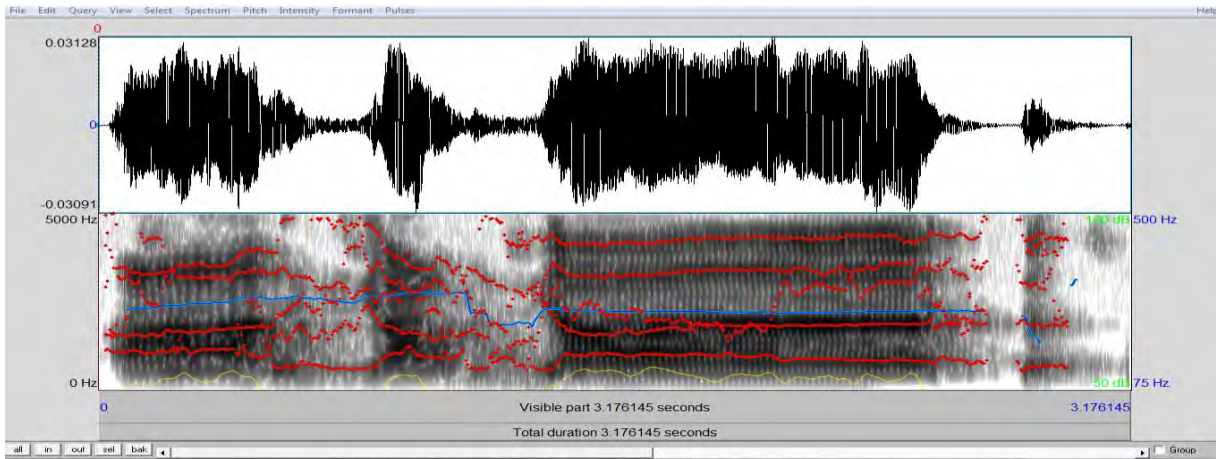 File Edit Query View Select Spectrum Pitch Intensity Formant Pulses Help
0
0.03128
0
-0.03091
5000 Hz 100 dB 500 Hz
0 Hz 50 dB 75 Hz
0 Visible part 3.176145 seconds 3.176145
Total duration 3.176145 seconds
all in out sel bak Group